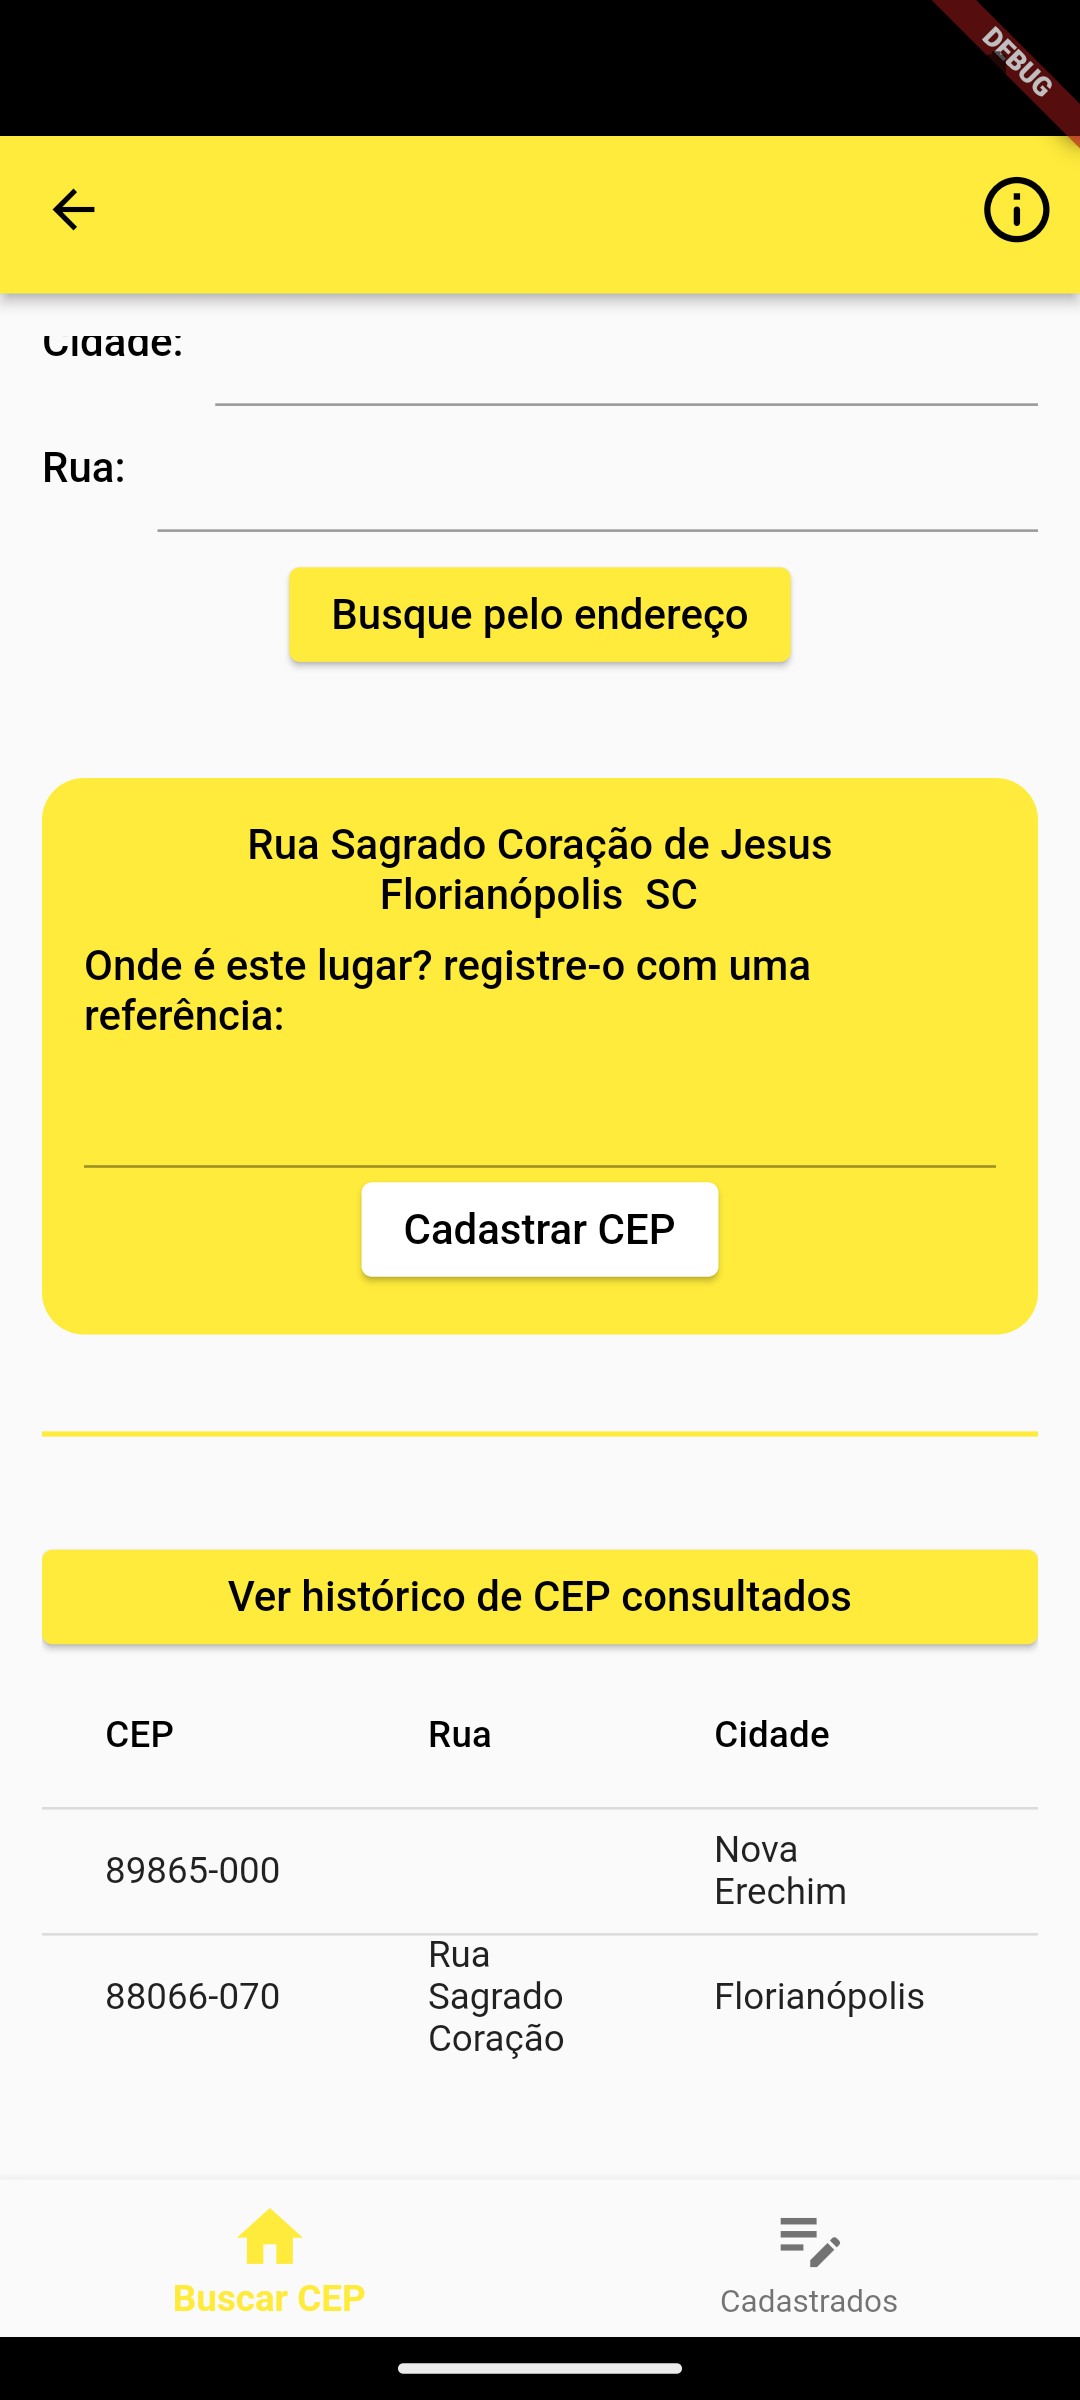 DEBUG
Cidade:
Rua:
Busque pelo endereço
Rua Sagrado Coração de Jesus
Florianópolis  SC
Onde é este lugar? registre-o com uma
referência:
Cadastrar CEP
Ver histórico de CEP consultados
CEP Rua Cidade
89865-000 Nova
Erechim
Rua
88066-070 Sagrado Florianópolis
Coração
Buscar CEP
Cadastrados